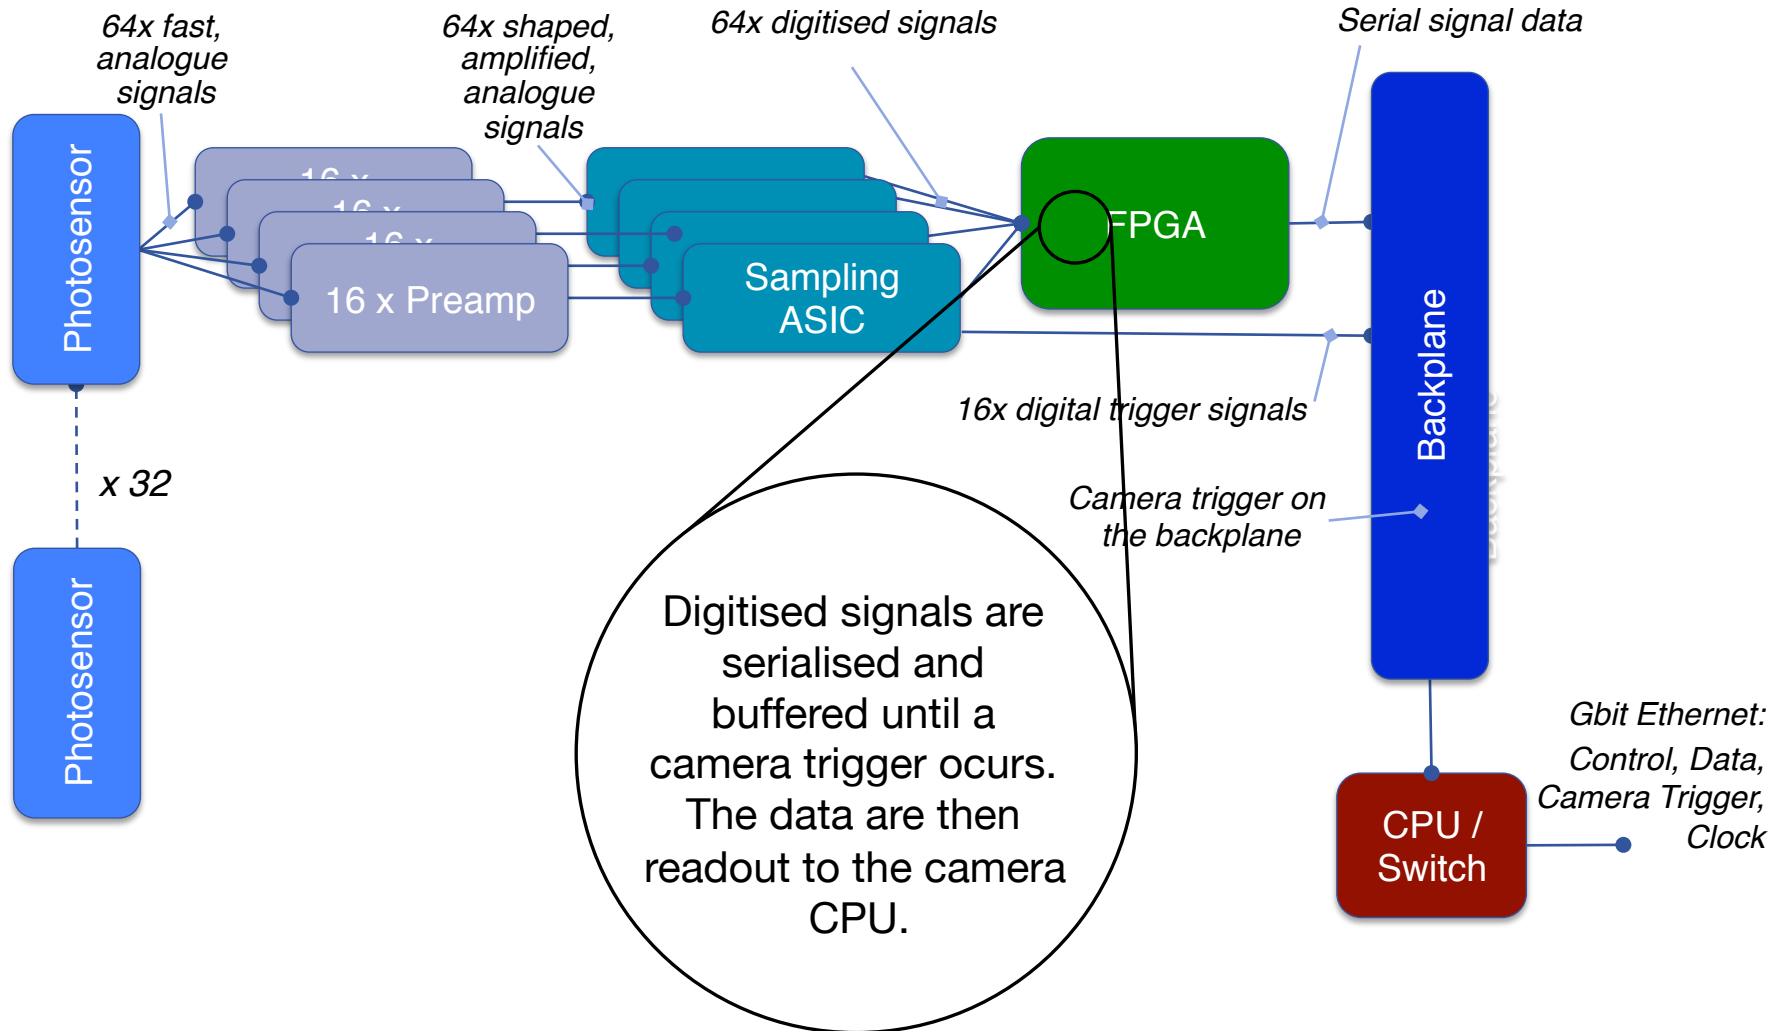 64x fast,
analogue
signals
64x shaped,
amplified,
analogue
signals
64x digitised signals
Serial signal data
Photosensor
16 x
16 x
16 x
16 x Preamp
Sampling
ASIC
FPGA
Backplane
16x digital trigger signals
x 32
Camera trigger on
the backplane
Photosensor
Digitised signals are
serialised and
buffered until a
camera trigger ocurs.
The data are then
readout to the camera
CPU.
Gbit Ethernet:
Control, Data,
Camera Trigger,
Clock
CPU /
Switch